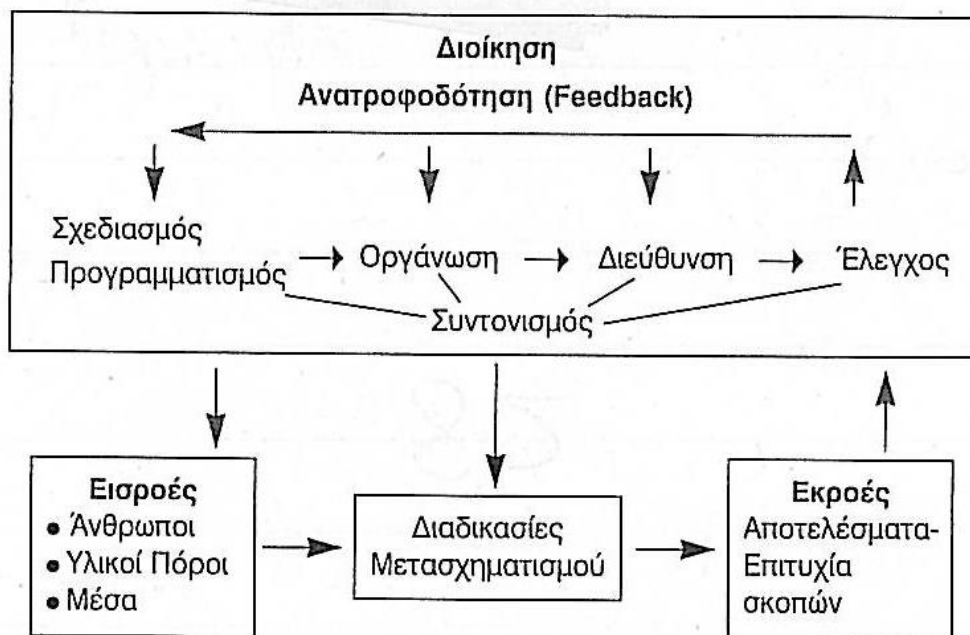 Διοίκηση
Ανατροφοδότηση (Feedback)
Σχεδιασμός
Προγραμματισμός
Οργάνωση
Διεύθυνση
Έλεγχος
Συντονισμός
Εισροές
• Άνθρωποι
• Υλικοί Πόροι
• Μέσα
Διαδικασίες
Μετασχηματισμού
Εκροές
Αποτελέσματα-
Επιτυχία
σκοπών